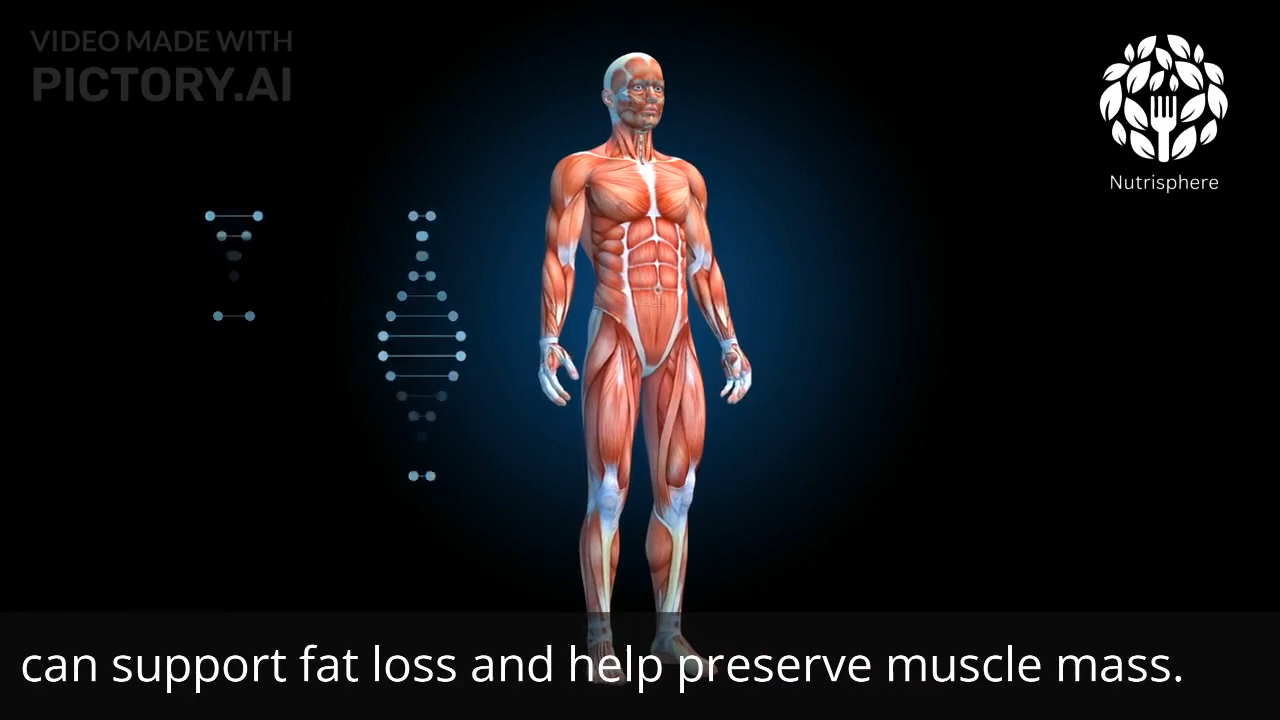 VIDEO MADE WITH
PICTORY.AI
Nutrisphere
can support fat loss and help preserve muscle mass.